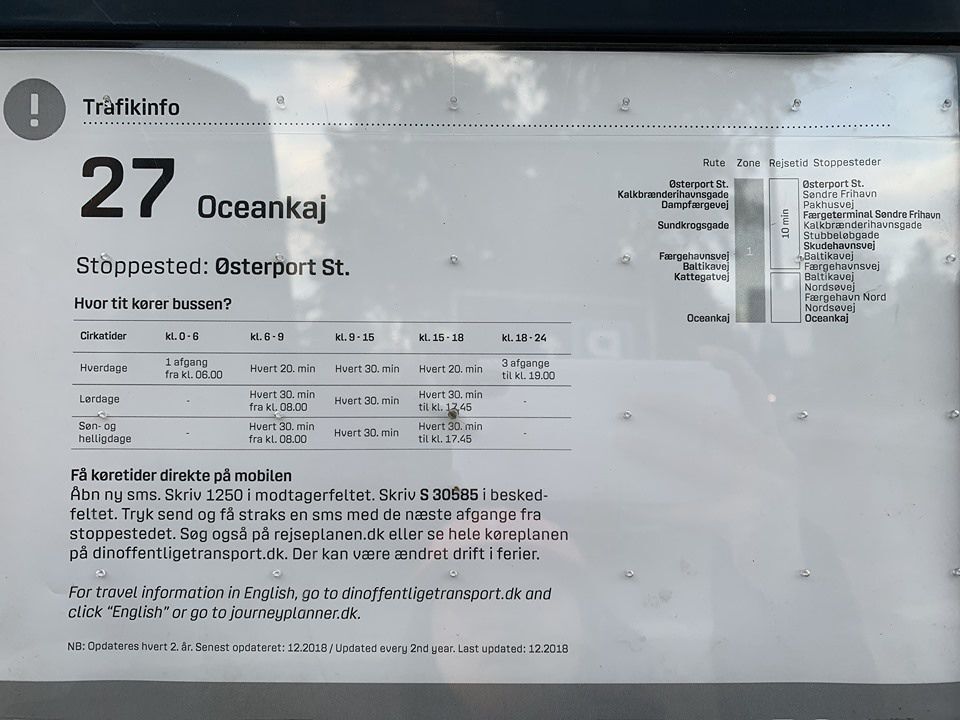 !
Trafikinfo
27 Oceankaj
Stoppested: Østerport St.
Hvor tit kører bussen?
Cirkatider kl. 0 - 6 kl. 6 - 9 kl. 9 - 15 kl. 15 - 18 kl. 18 - 24
Hverdage 1 afgang fra kl. 06.00 Hvert 20. min Hvert 30. min Hvert 20. min 3 afgange til kl. 19.00
Lørdage - Hvert 30. min fra kl. 08.00 Hvert 30. min Hvert 30. min til kl. 17.45 -
Søn- og helligdage - Hvert 30. min fra kl. 08.00 Hvert 30. min Hvert 30. min til kl. 17.45 -
Få køretider direkte på mobilen
Åbn ny sms. Skriv 1250 i modtagerfeltet. Skriv S 30585 i besked-
feltet. Tryk send og få straks en sms med de næste afgange fra
stoppestedet. Søg også på rejseplanen.dk eller se hele køreplanen
på dinoffentligetransport.dk. Der kan være ændret drift i ferier.
For travel information in English, go to dinoffentligetransport.dk and
click “English” or go to journeyplanner.dk.
NB: Opdateres hvert 2. år. Senest opdateret: 12.2018 / Updated every 2nd year. Last updated: 12.2018
Rute Zone Rejsetid Stoppesteder
Østerport St.
Kalkbrænderihavnsgade
Dampfærgevej
Sundkrogsgade
Færgehavnsvej
Baltikavej
Kattegatvej
Oceankaj
1
10 min
Østerport St.
Søndre Frihavn
Pakhusvej
Færgeterminal Søndre Frihavn
Kalkbrænderihavnsgade
Stubbeløbgade
Skudehavnsvej
Baltikavej
Færgehavnsvej
Baltikavej
Nordsøvej
Færgehavn Nord
Nordsøvej
Oceankaj